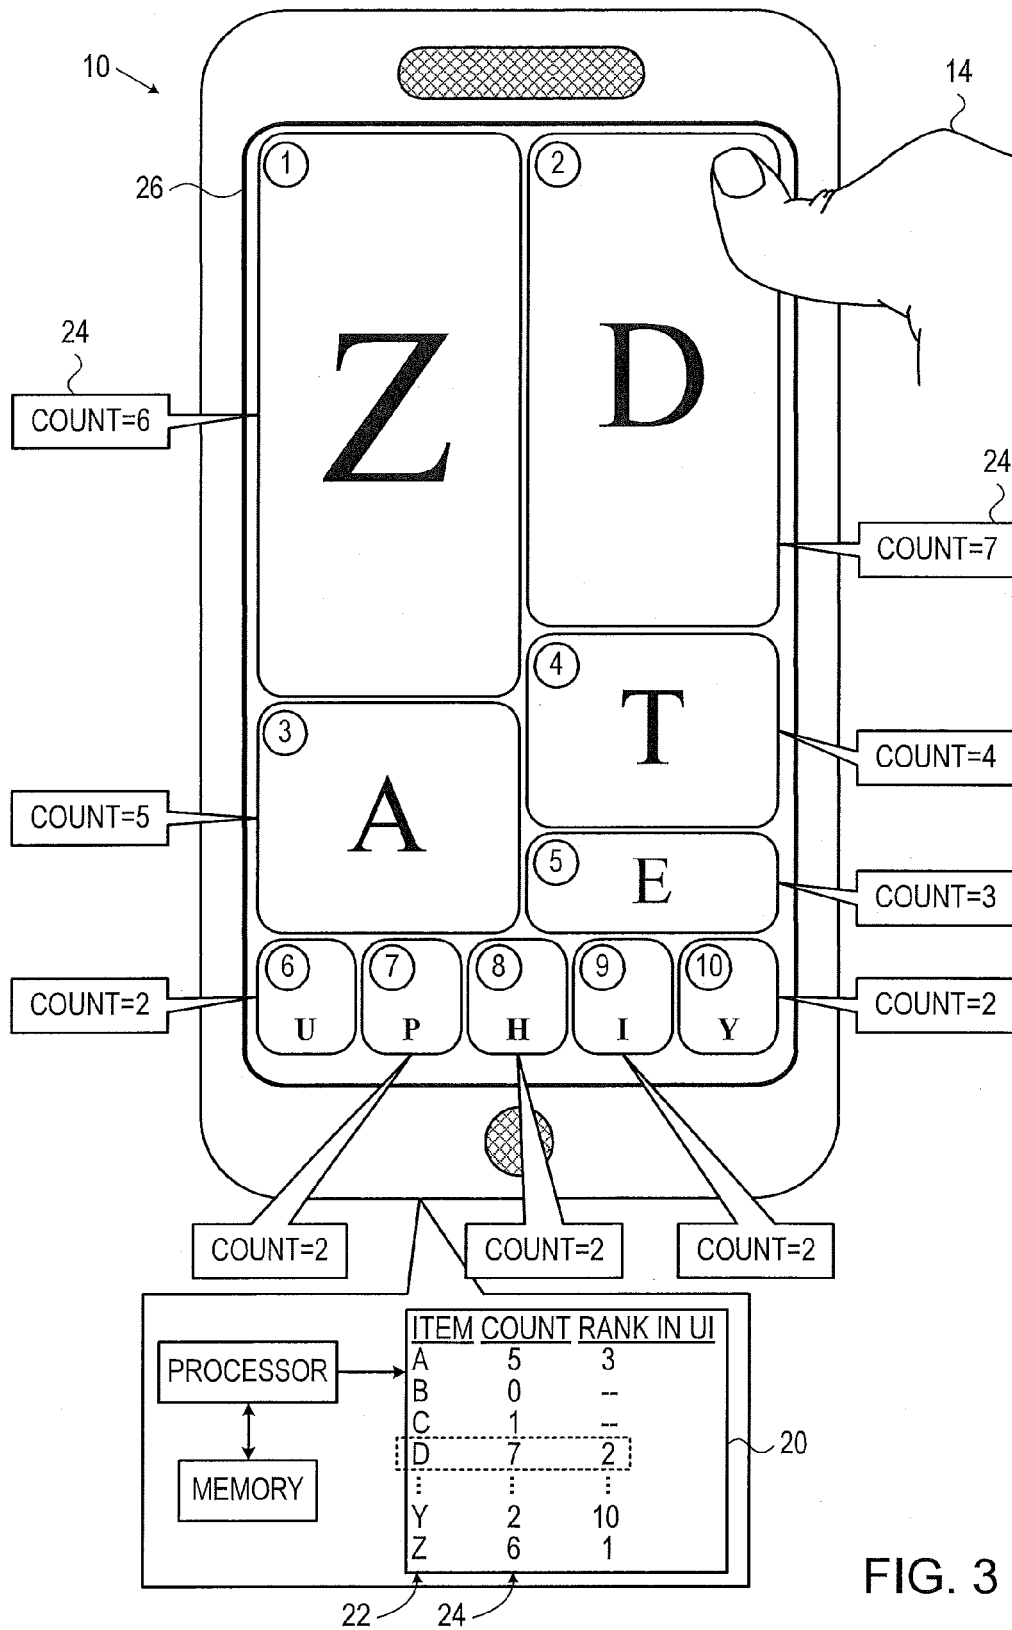 10
14
1
2
26
Z
D
24
COUNT=6
24
COUNT=7
4
T
3
A
COUNT=4
COUNT=5
5
E
COUNT=3
6
7
8
9
10
COUNT=2
U
P
H
I
Y
COUNT=2
COUNT=2
COUNT=2
COUNT=2
ITEM COUNT RANK IN UI
A 5 3
B 0 --
C 1 --
D 7 2
⋮ ⋮ ⋮
Y 2 10
Z 6 1
PROCESSOR
MEMORY
20
22
24
FIG. 3